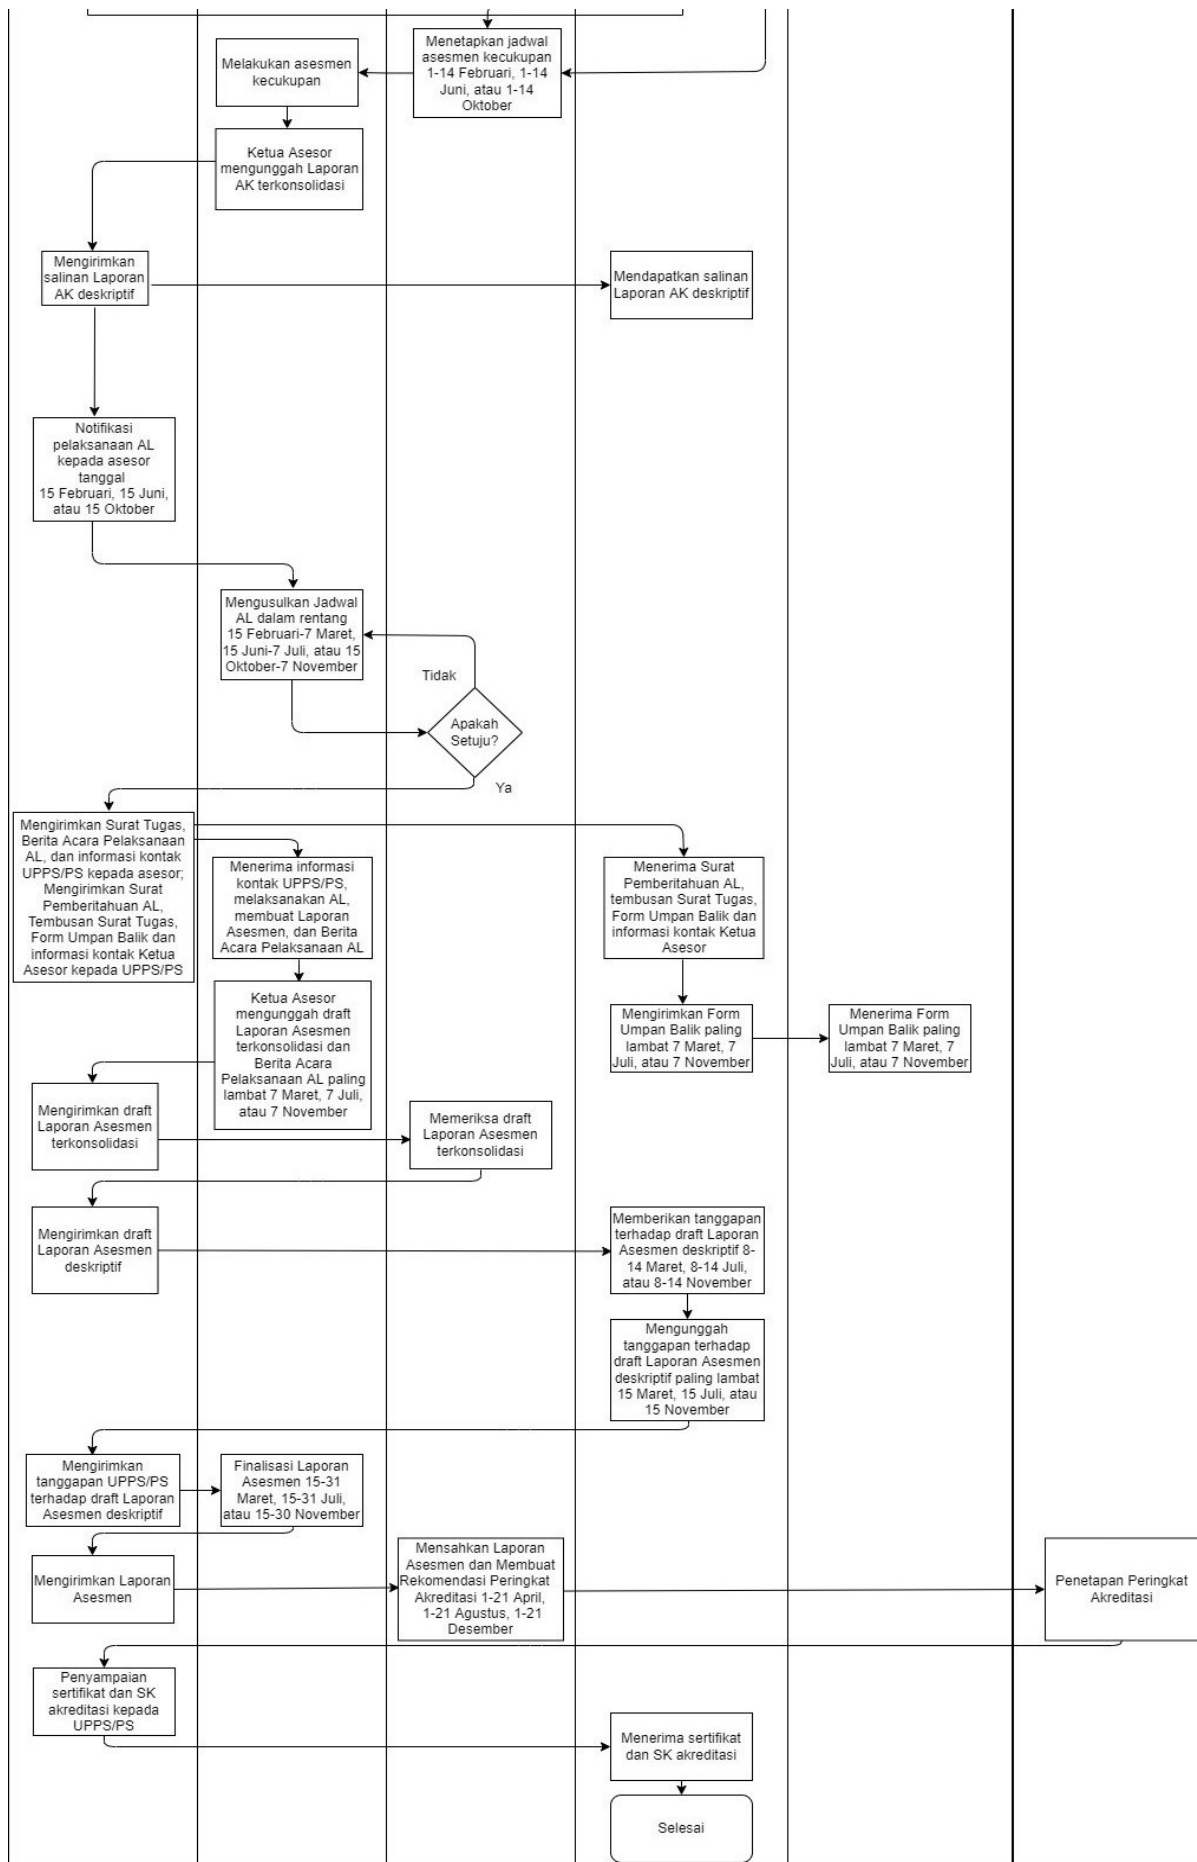 Menetapkan jadwal
asesmen kecukupan
1-14 Februari, 1-14
Juni, atau 1-14
Oktober
Melakukan asesmen
kecukupan
Ketua Asesor
mengunggah Laporan
AK terkonsolidasi
Mengirimkan
salinan Laporan
AK deskriptif
Mendapatkan salinan
Laporan AK deskriptif
Notifikasi
pelaksanaan AL
kepada asesor
tanggal
15 Februari, 15 Juni,
atau 15 Oktober
Mengusulkan Jadwal
AL dalam rentang
15 Februari-7 Maret,
15 Juni-7 Juli, atau 15
Oktober-7 November
Tidak
Apakah
Setuju?
Ya
Mengirimkan Surat Tugas,
Berita Acara Pelaksanaan
AL, dan informasi kontak
UPPS/PS kepada asesor;
Mengirimkan Surat
Pemberitahuan AL,
Tembusan Surat Tugas,
Form Umpan Balik dan
informasi kontak Ketua
Asesor kepada UPPS/PS
Menerima informasi
kontak UPPS/PS,
melaksanakan AL,
membuat Laporan
Asesmen, dan Berita
Acara Pelaksanaan AL
Menerima Surat
Pemberitahuan AL,
tembusan Surat Tugas,
Form Umpan Balik dan
informasi kontak Ketua
Asesor
Ketua Asesor
mengunggah draft
Laporan Asesmen
terkonsolidasi dan
Berita Acara
Pelaksanaan AL paling
lambat 7 Maret, 7 Juli,
atau 7 November
Mengirimkan Form
Umpan Balik paling
lambat 7 Maret, 7
Juli, atau 7 November
Menerima Form
Umpan Balik paling
lambat 7 Maret, 7
Juli, atau 7 November
Mengirimkan draft
Laporan Asesmen
terkonsolidasi
Memeriksa draft
Laporan Asesmen
terkonsolidasi
Mengirimkan draft
Laporan Asesmen
deskriptif
Memberikan tanggapan
terhadap draft Laporan
Asesmen deskriptif 8-
14 Maret, 8-14 Juli,
atau 8-14 November
Mengunggah
tanggapan terhadap
draft Laporan Asesmen
deskriptif paling lambat
15 Maret, 15 Juli, atau
15 November
Mengirimkan
tanggapan UPPS/PS
terhadap draft Laporan
Asesmen deskriptif
Finalisasi Laporan
Asesmen 15-31
Maret, 15-31 Juli,
atau 15-30 November
Mengirimkan Laporan
Asesmen
Mensahkan Laporan
Asesmen dan Membuat
Rekomendasi Peringkat
Akreditasi 1-21 April,
1-21 Agustus, 1-21
Desember
Penetapan Peringkat
Akreditasi
Penyampaian
sertifikat dan SK
akreditasi kepada
UPPS/PS
Menerima sertifikat
dan SK akreditasi
Selesai